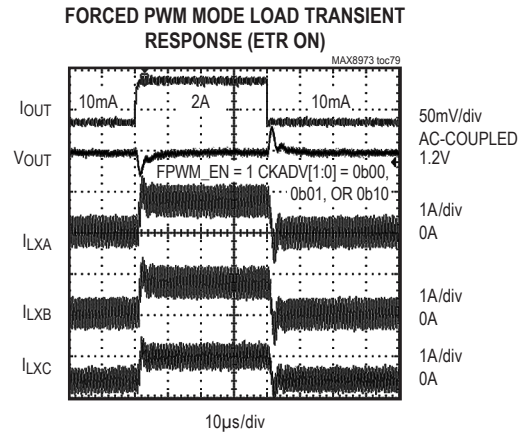 FORCED PWM MODE LOAD TRANSIENT
RESPONSE (ETR ON)
MAX8973 toc79
IOUT
10mA
2A
10mA
50mV/div
AC-COUPLED
VOUT
1.2V
FPWM_EN = 1 CKADV[1:0] = 0b00,
0b01, OR 0b10
1A/div
ILXA
0A
1A/div
ILXB
0A
1A/div
ILXC
0A
10µs/div